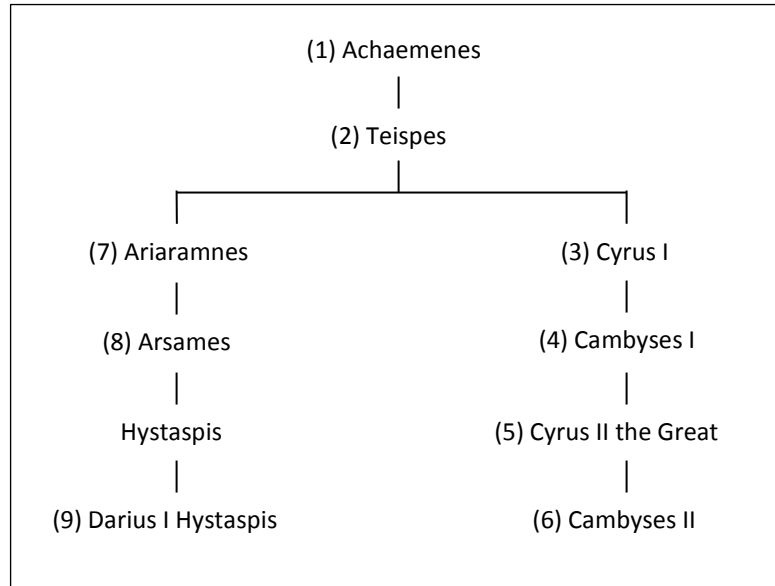 (1) Achaemenes
(2) Teispes
(7) Ariaramnes
(3) Cyrus I
(8) Arsames
(4) Cambyses I
Hystaspis
(5) Cyrus II the Great
(9) Darius I Hystaspis
(6) Cambyses II